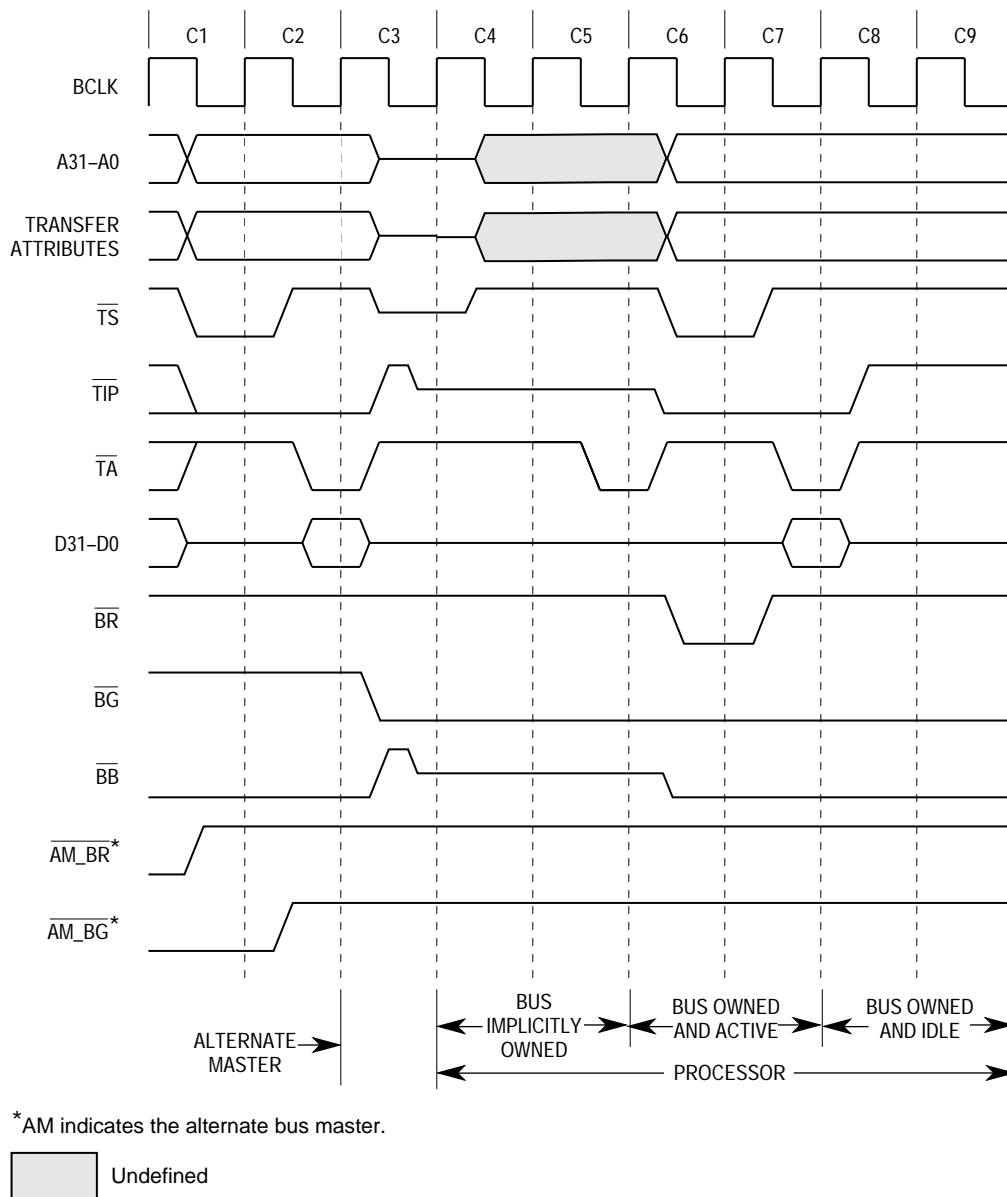 C1 C2 C3 C4 C5 C6 C7 C8 C9
BCLK
A31–A0
TRANSFER
ATTRIBUTES
TS
TIP
TA
D31–D0
BR
BG
BB
AM_BR*
AM_BG*
ALTERNATE
MASTER
BUS
IMPLICITLY
OWNED
BUS OWNED
AND ACTIVE
BUS OWNED
AND IDLE
PROCESSOR
*AM indicates the alternate bus master.
Undefined